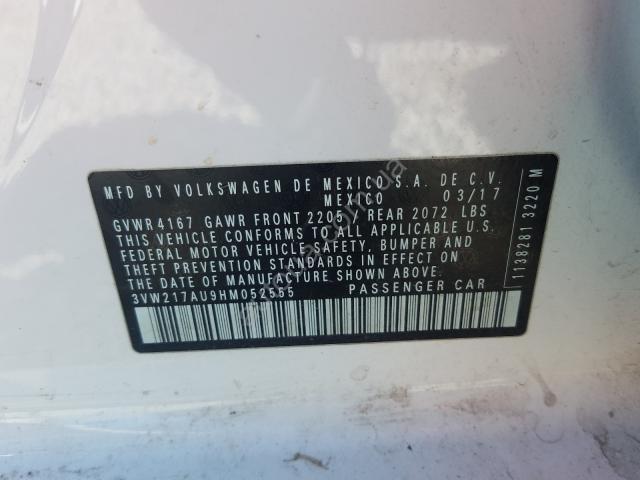 MFD BY VOLKSWAGEN DE MEXICO S.A. DE C.V.
MEXICO 03/17
GVWR 4167 GAWR FRONT 2205 / REAR 2072 LBS
THIS VEHICLE CONFORMS TO ALL APPLICABLE U.S.
FEDERAL MOTOR VEHICLE SAFETY, BUMPER AND
THEFT PREVENTION STANDARDS IN EFFECT
ON THE DATE OF MANUFACTURE SHOWN ABOVE
3VW217AU9HM052555 PASSENGER CAR
1138281 3220 M